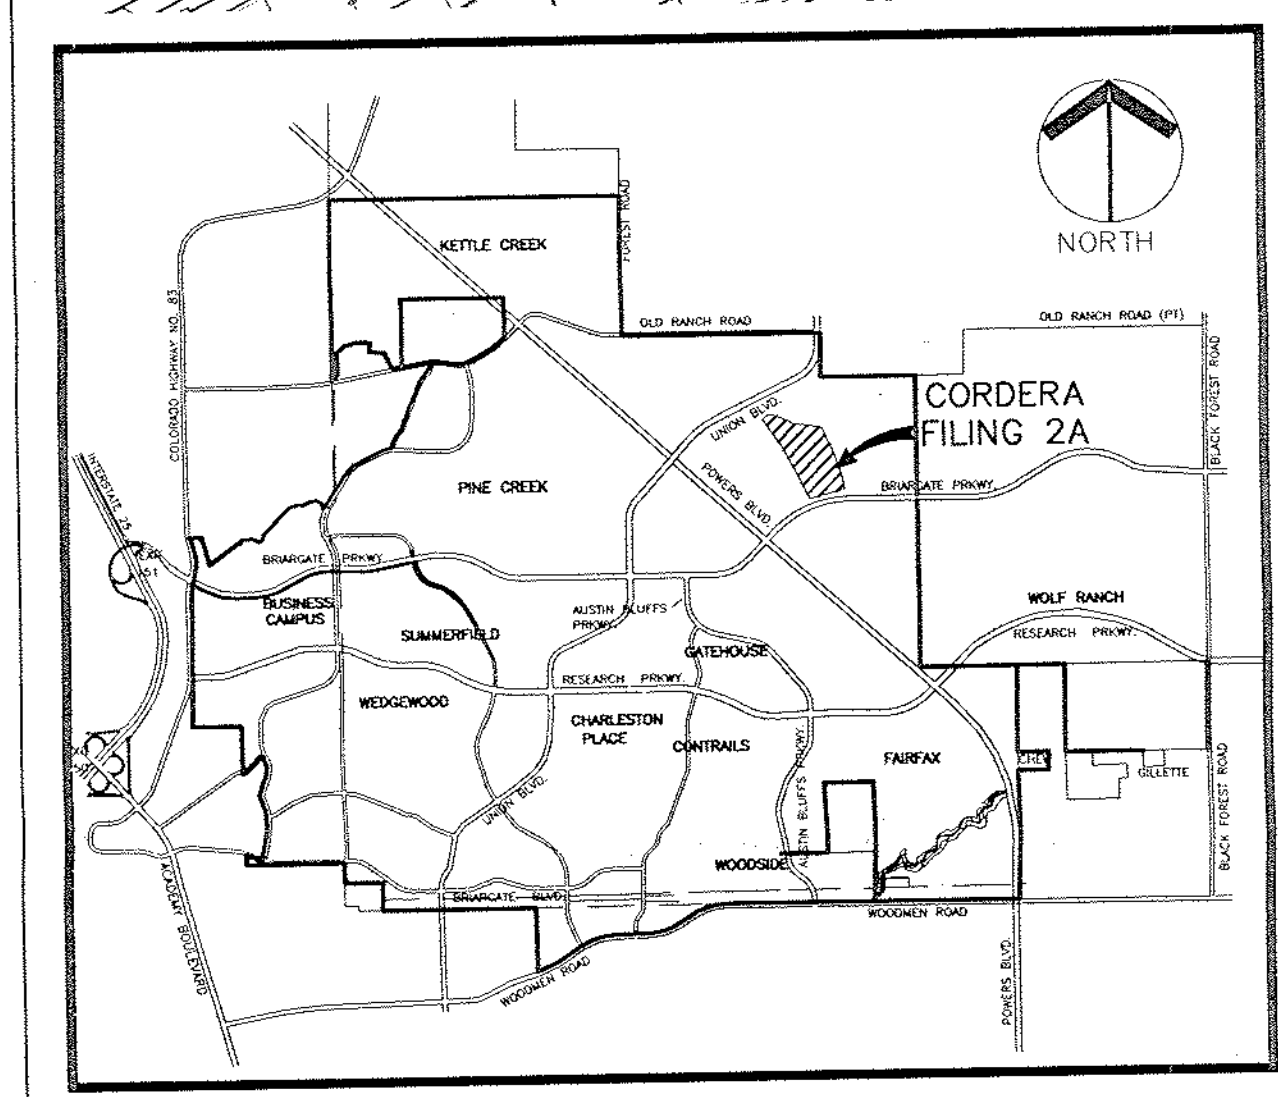 FOREST ROAD
KETTLE CREEK
NORTH
COLORADO HIGHWAY NO. 83
OLD RANCH ROAD
OLD RANCH ROAD (PT)
BLACK FOREST ROAD
CORDERA
FILING 2A
UNION BLVD.
INTERSTATE 25
PINE CREEK
POWERS BLVD.
BRIARGATE PRKWY.
BRIARGATE PRKWY.
BUSINESS
CAMPUS
AUSTIN BLUFFS
PRKWY.
WOLF RANCH
RESEARCH PRKWY.
SUMMERFIELD
GATEHOUSE
RESEARCH PRKWY.
WEDGEWOOD
CHARLESTON
PLACE
CONTRAILS
AUSTIN BLUFFS PRKWY.
FAIRFAX
GILLETTE
BLACK FOREST ROAD
UNION BLVD.
WOODSIDE
ACADEMY BOULEVARD
BRIARGATE BLVD.
WOODMEN ROAD
WOODMEN ROAD
POWERS BLVD.